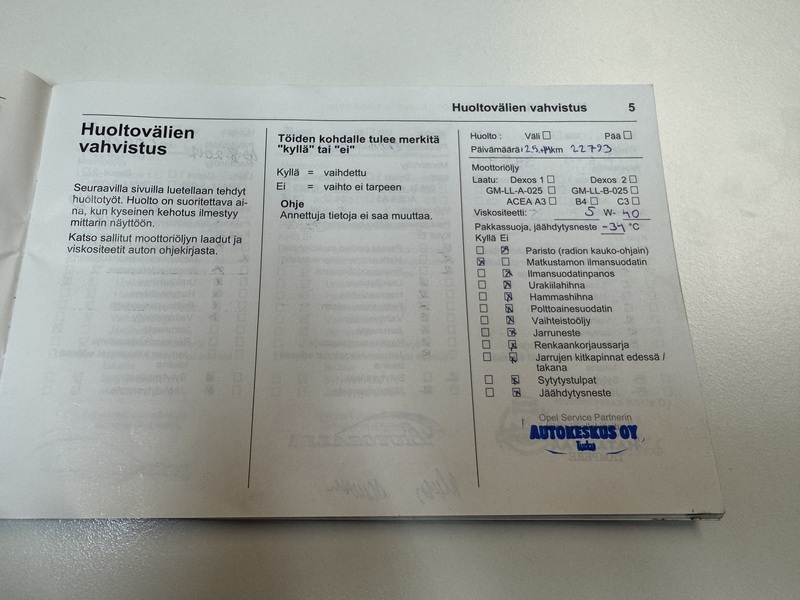 Huoltovälien vahvistus 5
Huoltovälien
vahvistus
Seuraavilla sivuilla luetellaan tehdyt
huoltotyöt. Huolto on suoritettava ai-
na, kun kyseinen kehotus ilmestyy
mittarin näyttöön.
Katso sallitut moottoriöljyn laadut ja
viskositeetit auton ohjekirjasta.
Töiden kohdalle tulee merkitä
"kyllä" tai "ei"
Kyllä = vaihdettu
Ei = vaihto ei tarpeen
Ohje
Annettuja tietoja ei saa muuttaa.
Huolto : Väli Pää
Päivämäärä km 22793
Moottoriöljy
Laatu: Dexos 1 Dexos 2
GM-LL-A-025 GM-LL-B-025
ACEA A3 B4 C3
Viskositeetti: 5 W- 40
Pakkassuoja, jäähdytysneste -34 °C
Kyllä Ei
Paristo (radion kauko-ohjain)
Matkustamon ilmansuodatin
Ilmansuodatinpanos
Urakiilahihna
Hammashihna
Polttoainesuodatin
Vaihteistoöljy
Jarruneste
Renkaankorjaussarja
Jarrujen kitkapinnat edessä /
takana
Sytytystulpat
Jäähdytysneste
Opel Service Partnerin
AUTOKESKUS OY
Turku